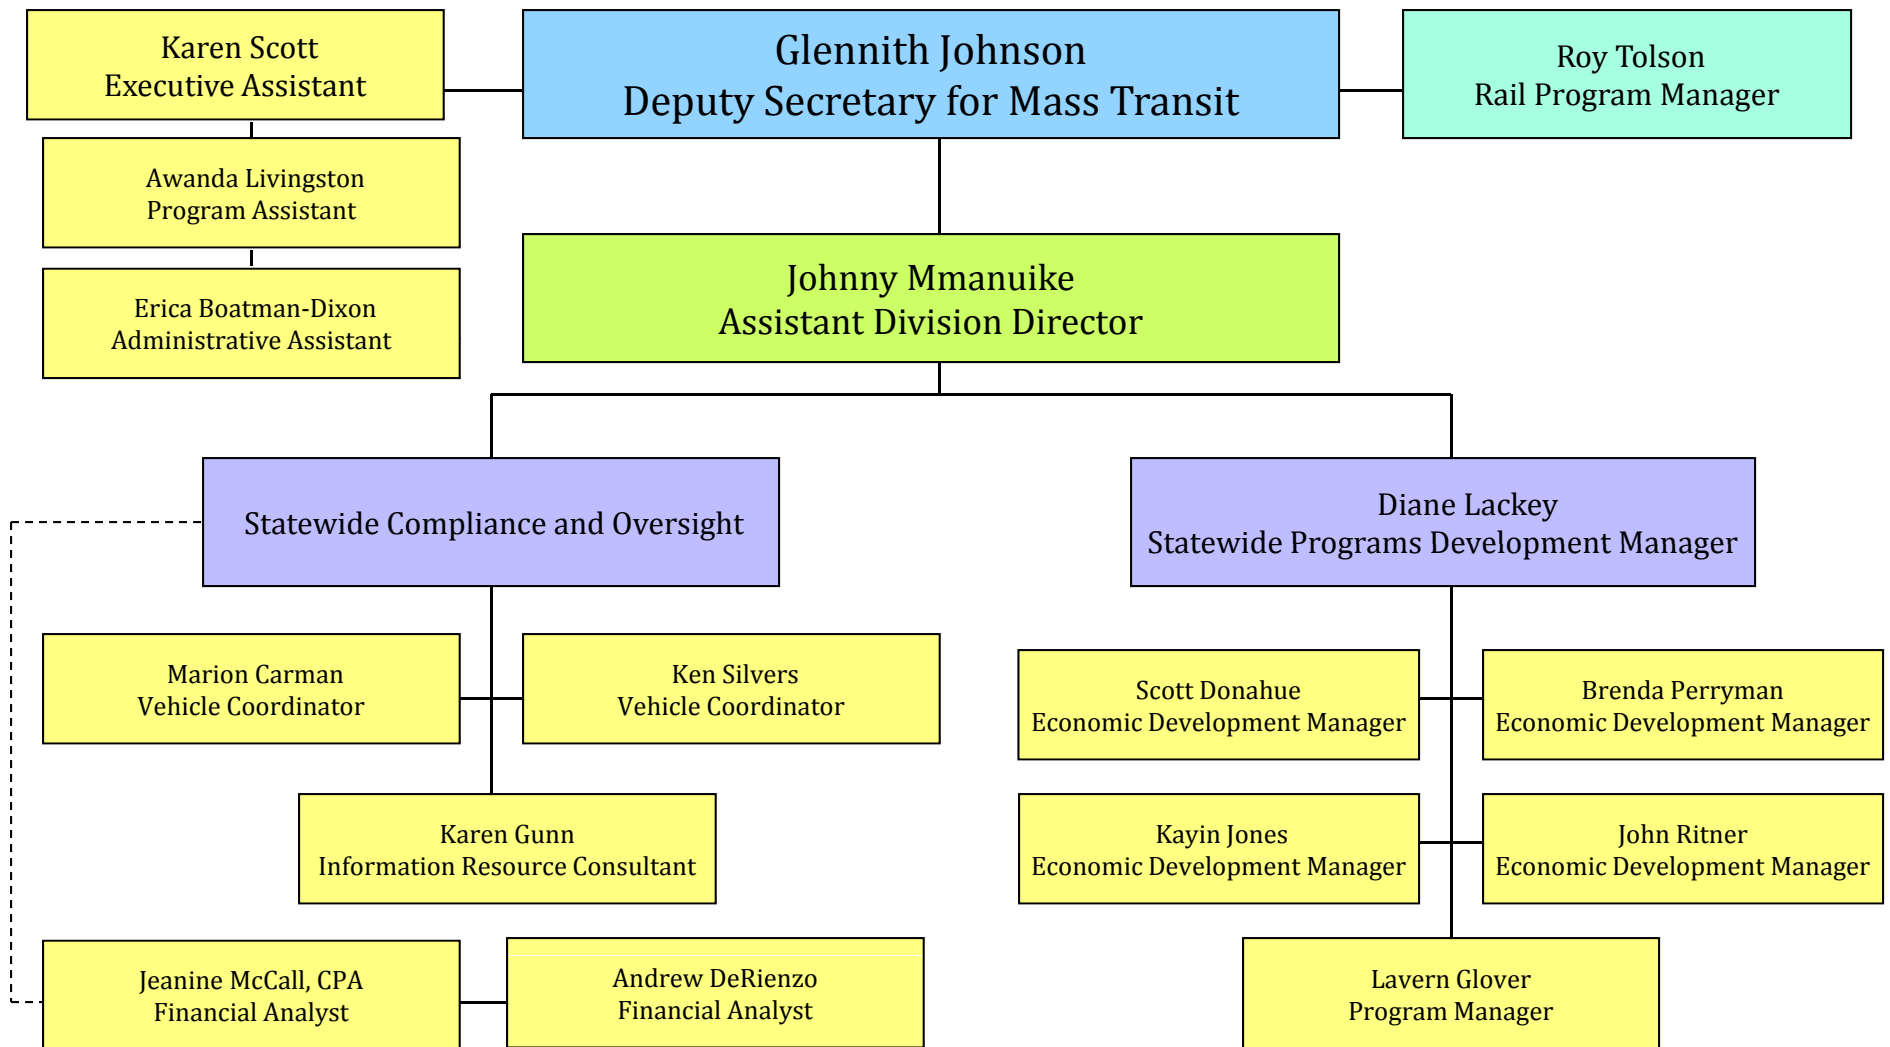 Karen Scott
Executive Assistant
Glennith Johnson
Deputy Secretary for Mass Transit
Roy Tolson
Rail Program Manager
Awanda Livingston
Program Assistant
Erica Boatman-Dixon
Administrative Assistant
Johnny Mmanuike
Assistant Division Director
Statewide Compliance and Oversight
Diane Lackey
Statewide Programs Development Manager
Marion Carman
Vehicle Coordinator
Ken Silvers
Vehicle Coordinator
Scott Donahue
Economic Development Manager
Brenda Perryman
Economic Development Manager
Karen Gunn
Information Resource Consultant
Kayin Jones
Economic Development Manager
John Ritner
Economic Development Manager
Jeanine McCall, CPA
Financial Analyst
Andrew DeRienzo
Financial Analyst
Lavern Glover
Program Manager